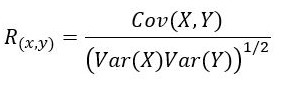 R(x,y) = Cov(X,Y) / (Var(X)Var(Y))^1/2